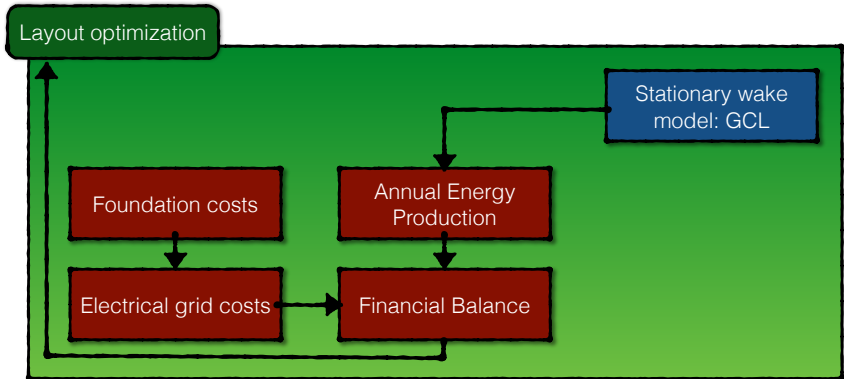 Layout optimization
Stationary wake
model: GCL
Foundation costs
Annual Energy
Production
Electrical grid costs
Financial Balance